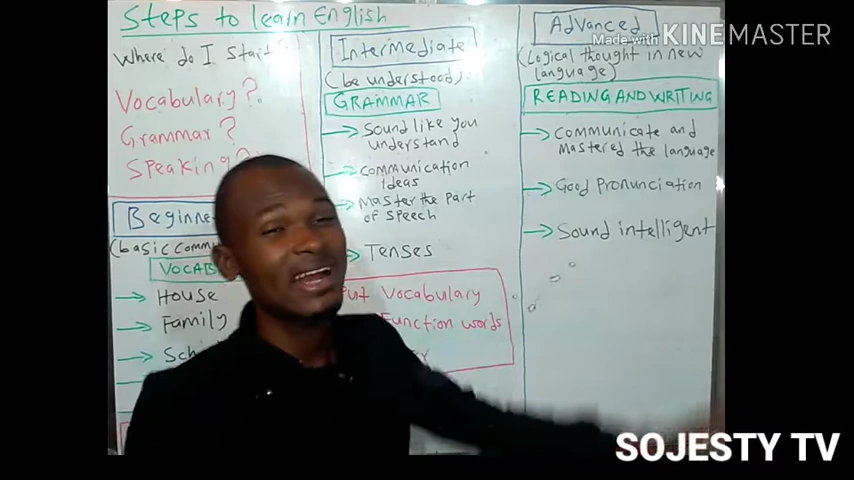 Steps to learn English
Where do I start
Vocabulary?
Grammar?
Speaking?
Beginne
(basic comm
VOCAB
House
Family
Sch
Intermediate
(be understood)
GRAMMAR
Sound like you
understand
communication
Ideas
Master the Part
of speech
Tenses
Put Vocabulary
Function words
Advanced
(Logical thought in new
language)
READING AND WRITING
Communicate and
Mastered the language
Good Pronunciation
Sound intelligent
Made with KINEMASTER
SOJESTY TV